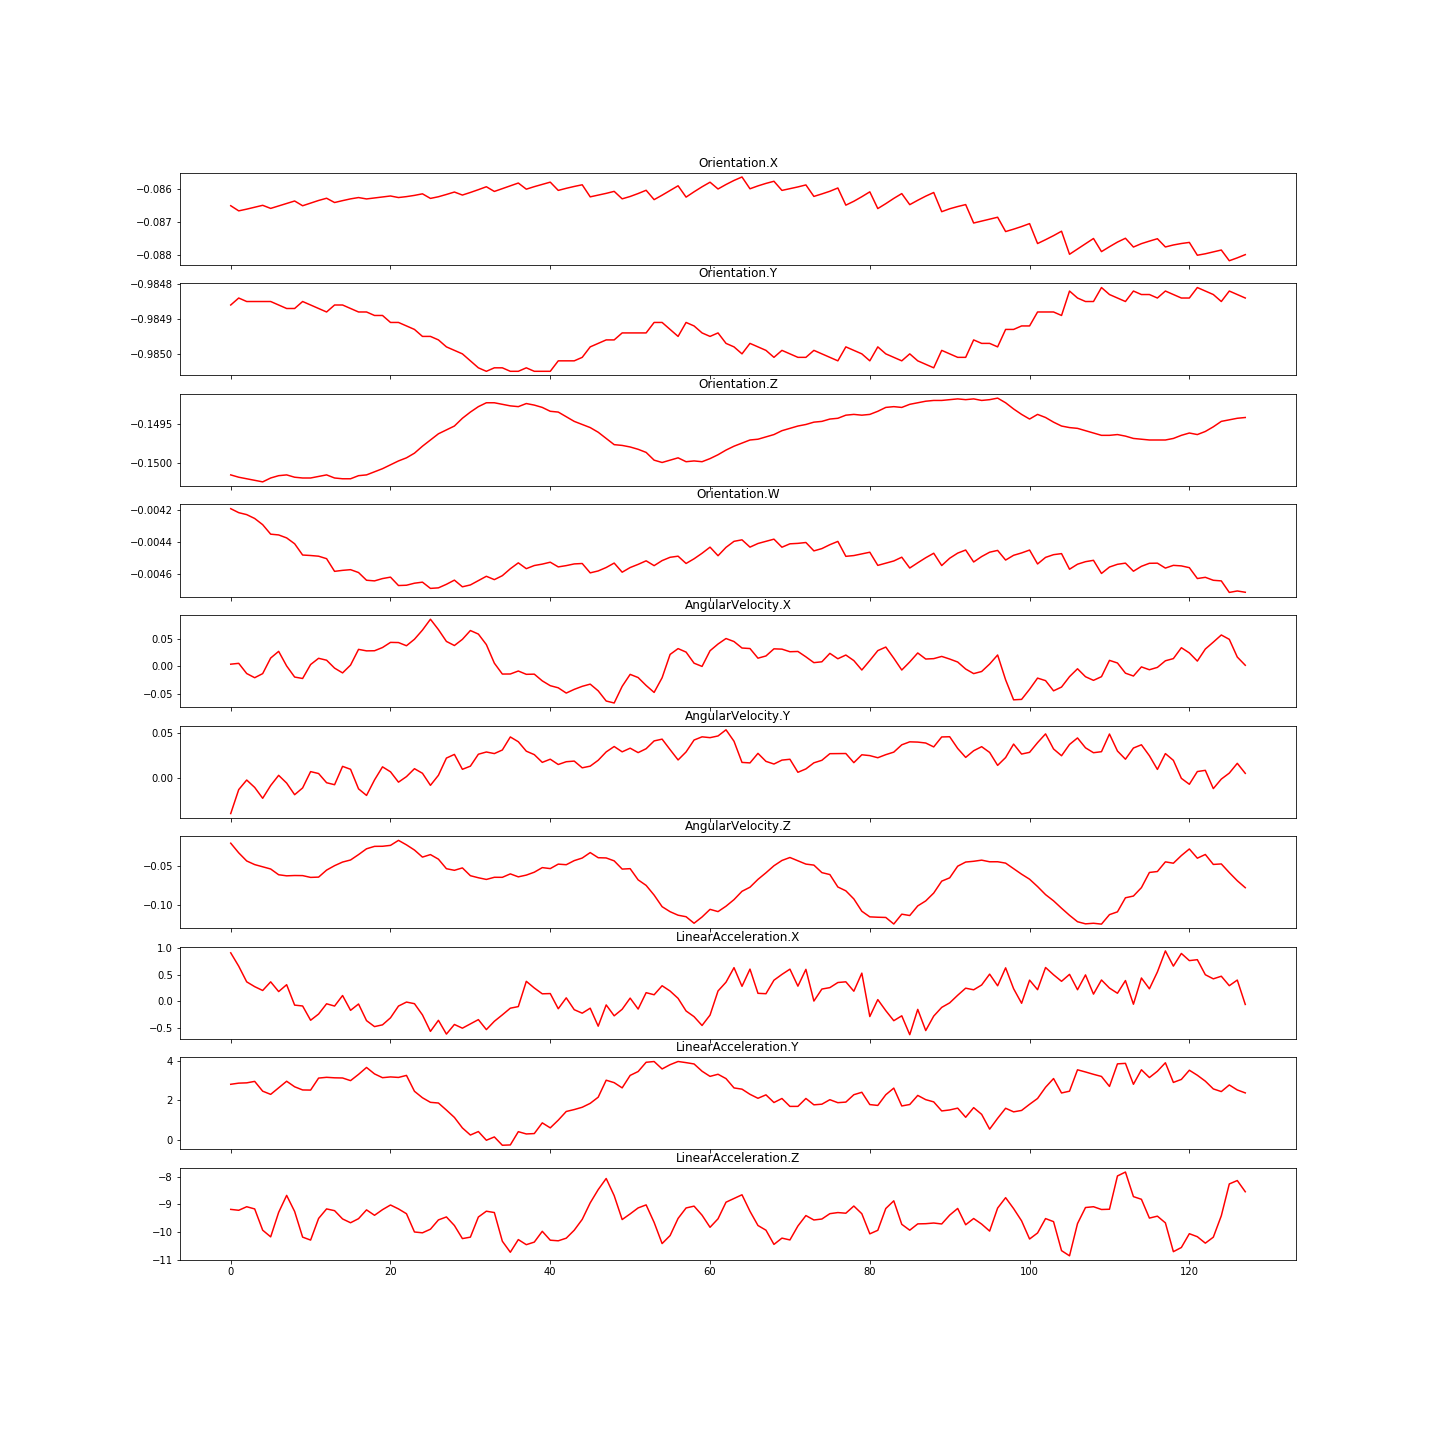 Orientation.X
−0.086
−0.087
−0.088
Orientation.Y
−0.9848
−0.9849
−0.9850
Orientation.Z
−0.1495
−0.1500
Orientation.W
−0.0042
−0.0044
−0.0046
AngularVelocity.X
0.05
0.00
−0.05
AngularVelocity.Y
0.05
0.00
AngularVelocity.Z
−0.05
−0.10
LinearAcceleration.X
1.0
0.5
0.0
−0.5
LinearAcceleration.Y
4
2
0
LinearAcceleration.Z
−8
−9
−10
−11
0 20 40 60 80 100 120